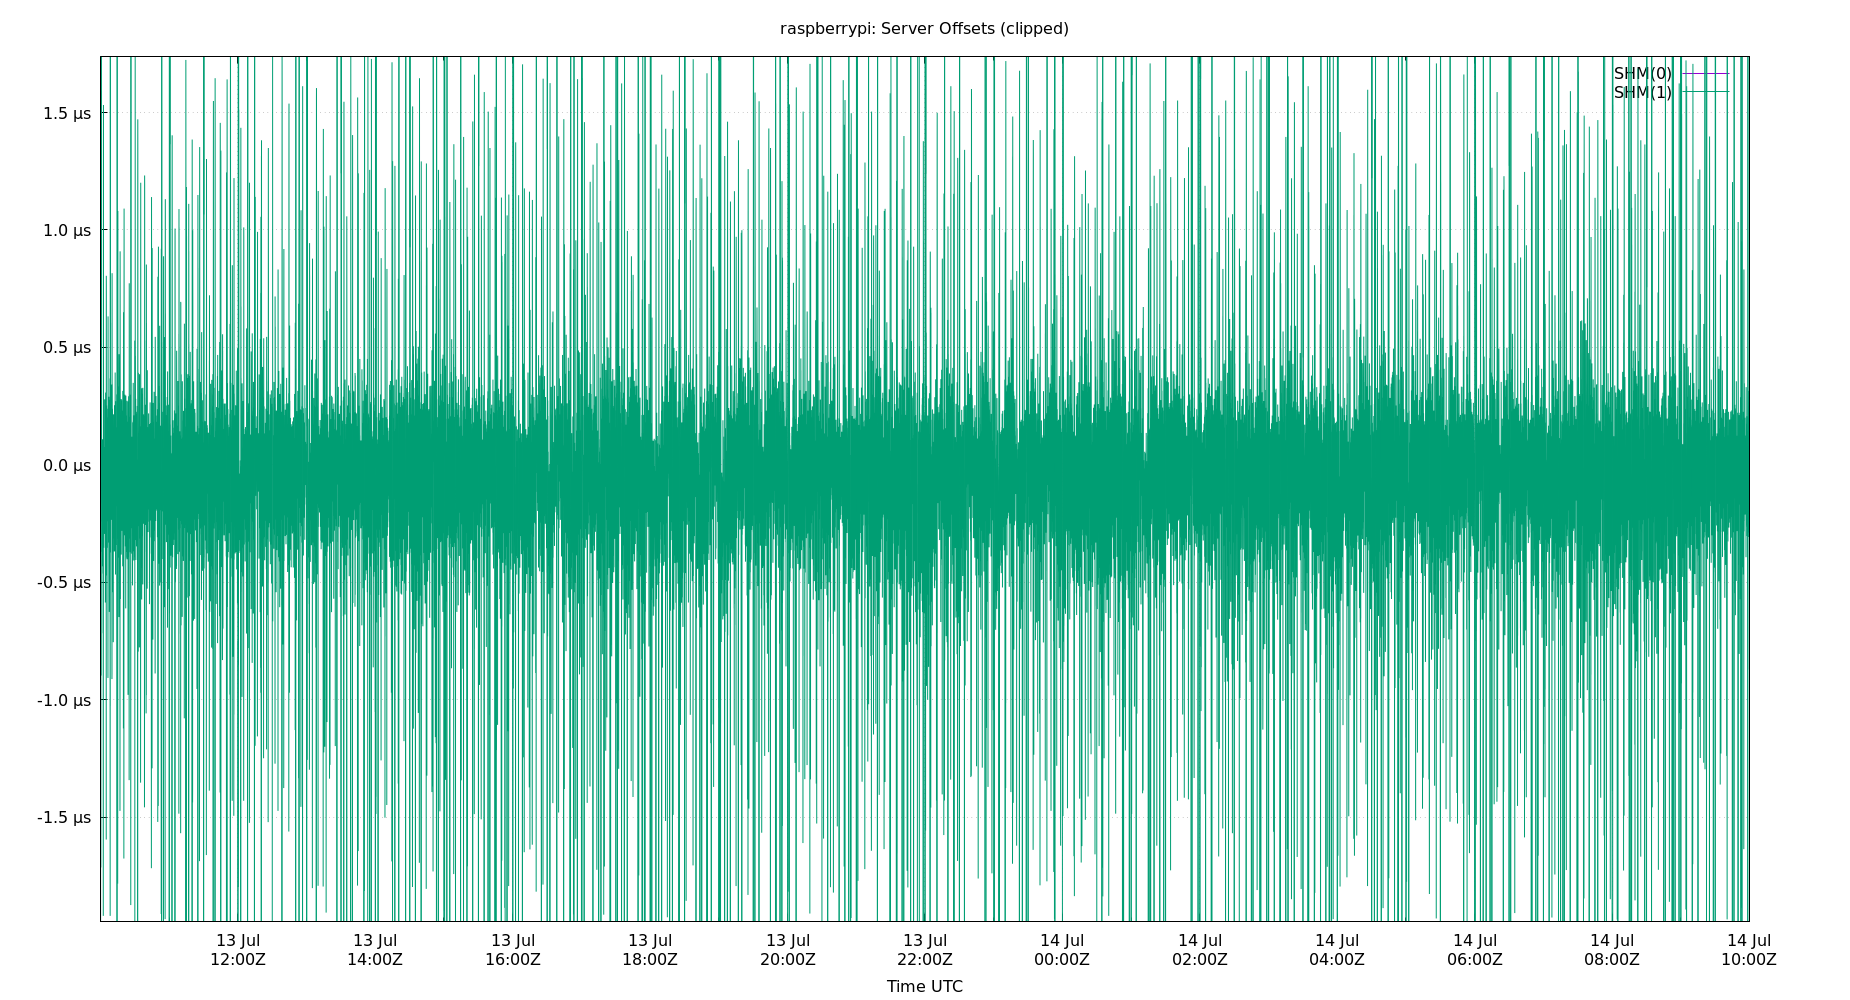 raspberrypi: Server Offsets (clipped)
SHM(0)
SHM(1)
1.5 µs
1.0 µs
0.5 µs
0.0 µs
-0.5 µs
-1.0 µs
-1.5 µs
13 Jul 13 Jul 13 Jul 13 Jul 13 Jul 13 Jul 14 Jul 14 Jul 14 Jul 14 Jul 14 Jul 14 Jul
12:00Z 14:00Z 16:00Z 18:00Z 20:00Z 22:00Z 00:00Z 02:00Z 04:00Z 06:00Z 08:00Z 10:00Z
Time UTC